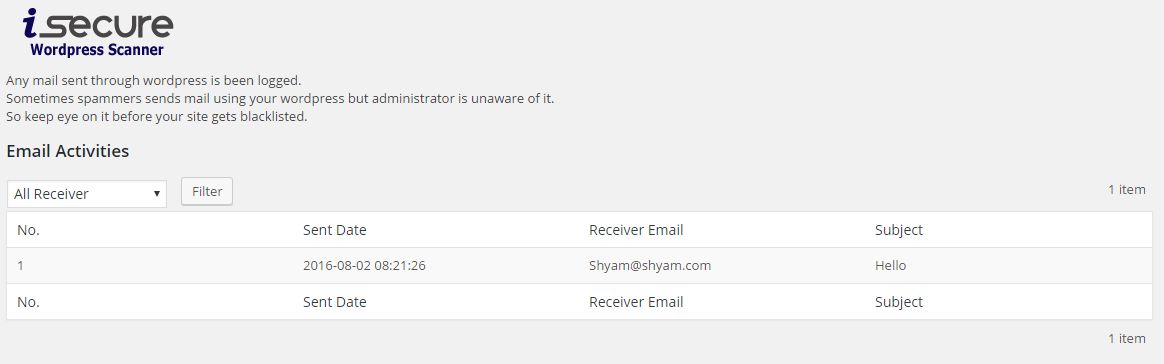 i_secure
Wordpress Scanner
Any mail sent through wordpress is been logged.
Sometimes spammers sends mail using your wordpress but administrator is unaware of it.
So keep eye on it before your site gets blacklisted.
Email Activities
All Receiver Filter 1 item
No. Sent Date Receiver Email Subject
1 2016-08-02 08:21:26 Shyam@shyam.com Hello
No. Sent Date Receiver Email Subject
1 item